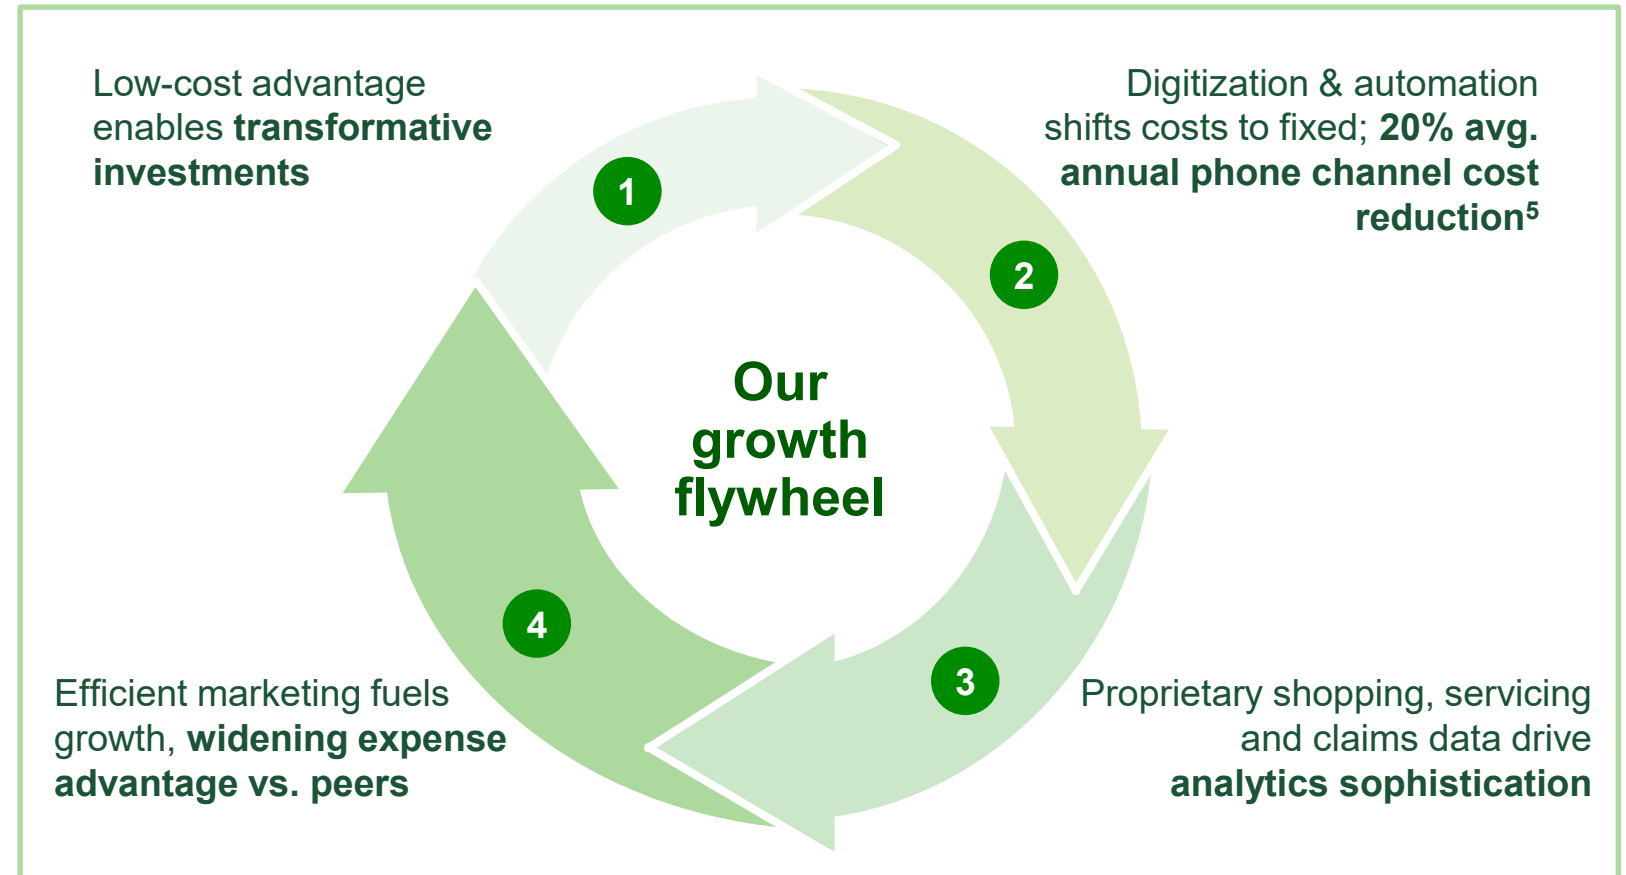 Low-cost advantage
enables transformative
investments
1
Digitization & automation
shifts costs to fixed; 20% avg.
annual phone channel cost
reduction⁵
2
Our
growth
flywheel
3
Proprietary shopping, servicing
and claims data drive
analytics sophistication
4
Efficient marketing fuels
growth, widening expense
advantage vs. peers